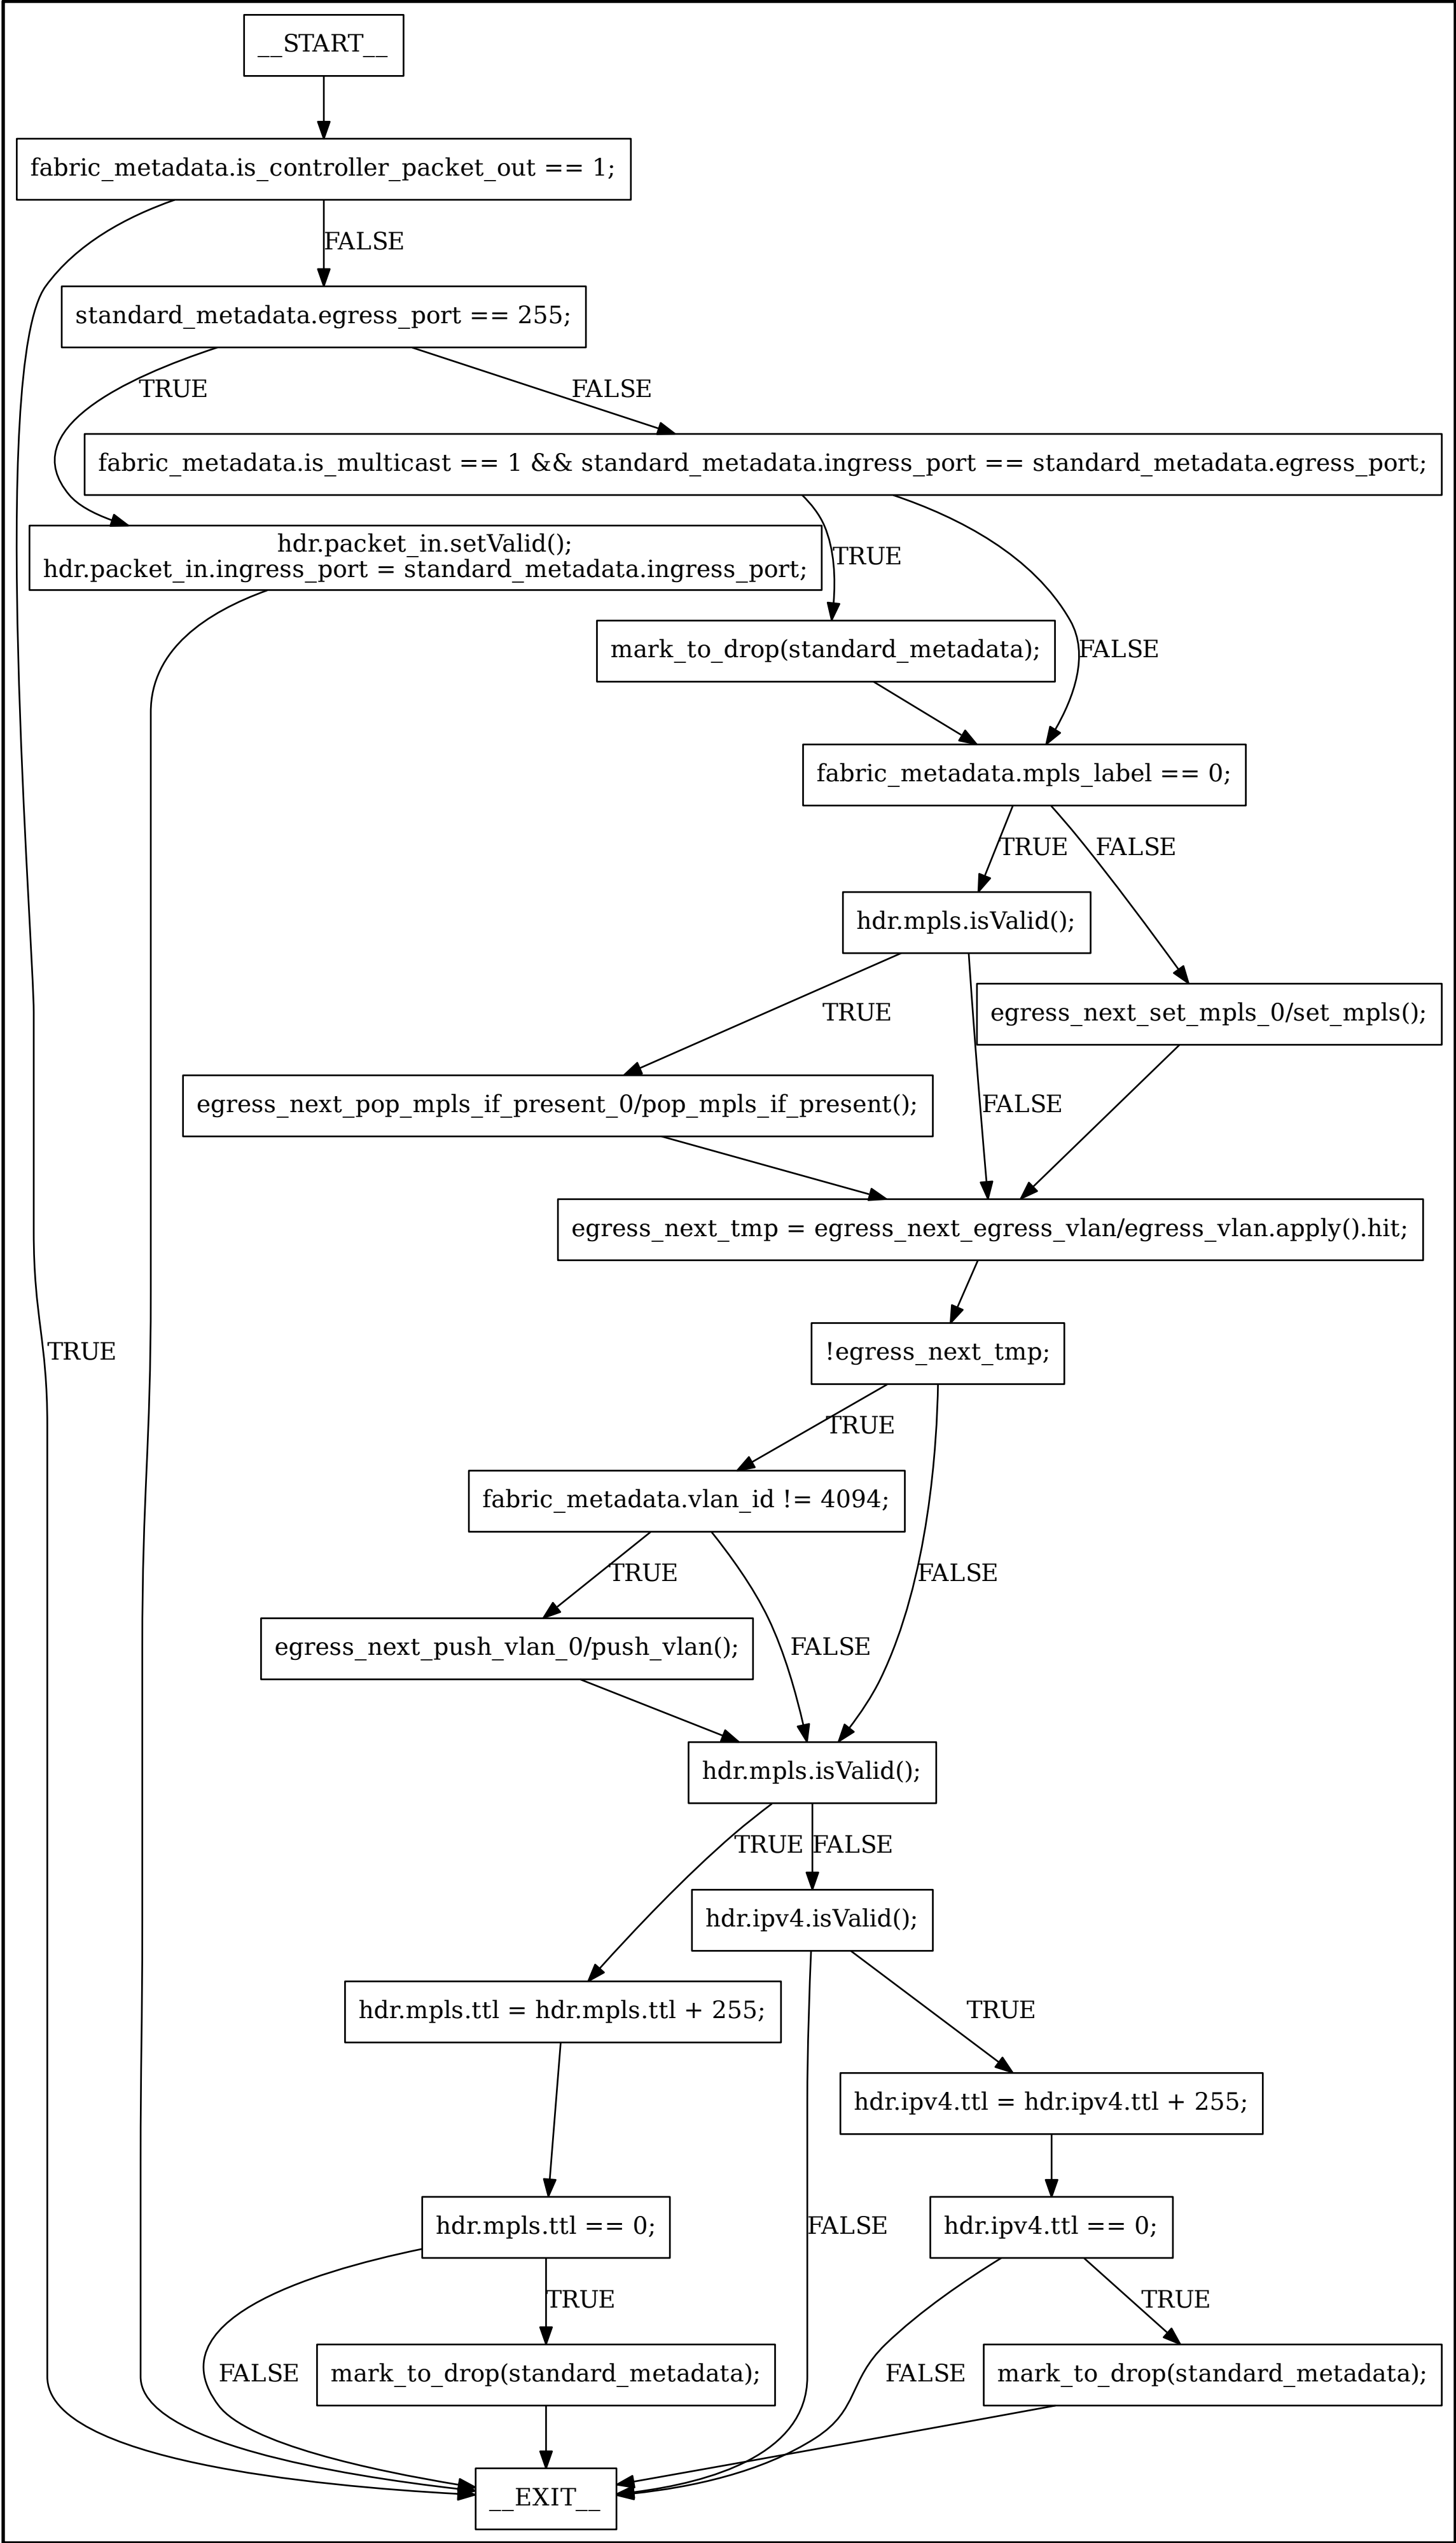 __START__
fabric_metadata.is_controller_packet_out == 1;
FALSE
standard_metadata.egress_port == 255;
TRUE
FALSE
fabric_metadata.is_multicast == 1 && standard_metadata.ingress_port == standard_metadata.egress_port;
hdr.packet_in.setValid();
hdr.packet_in.ingress_port = standard_metadata.ingress_port;
TRUE
mark_to_drop(standard_metadata);
FALSE
fabric_metadata.mpls_label == 0;
TRUE
FALSE
hdr.mpls.isValid();
TRUE
egress_next_set_mpls_0/set_mpls();
egress_next_pop_mpls_if_present_0/pop_mpls_if_present();
FALSE
egress_next_tmp = egress_next_egress_vlan/egress_vlan.apply().hit;
TRUE
!egress_next_tmp;
TRUE
fabric_metadata.vlan_id != 4094;
TRUE
FALSE
egress_next_push_vlan_0/push_vlan();
FALSE
hdr.mpls.isValid();
TRUE
FALSE
hdr.ipv4.isValid();
hdr.mpls.ttl = hdr.mpls.ttl + 255;
TRUE
hdr.ipv4.ttl = hdr.ipv4.ttl + 255;
hdr.mpls.ttl == 0;
FALSE
hdr.ipv4.ttl == 0;
TRUE
TRUE
FALSE
mark_to_drop(standard_metadata);
FALSE
mark_to_drop(standard_metadata);
__EXIT__